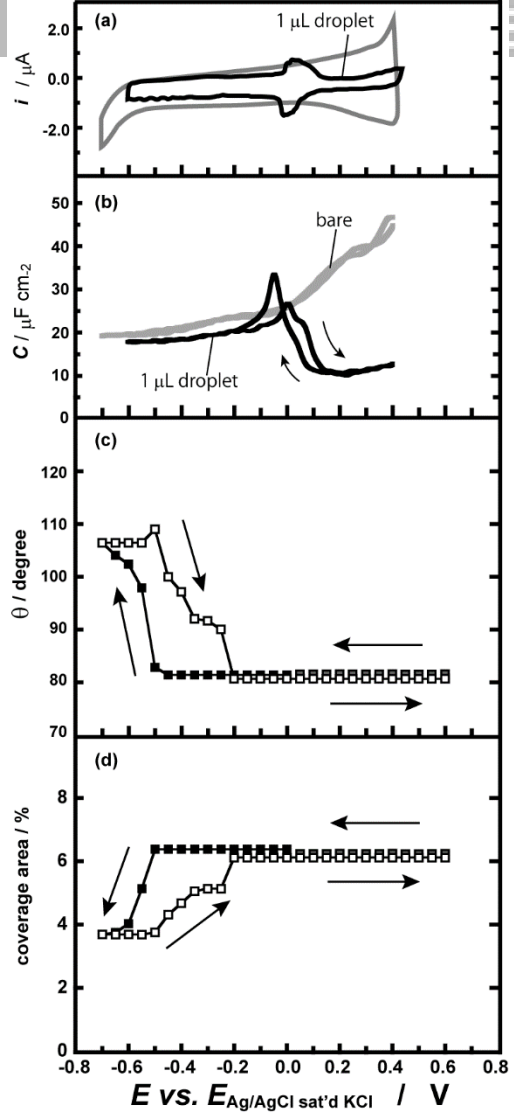 (a)
1 μL droplet
2.0
0.0
-2.0
i / μA
(b)
bare
1 μL droplet
50
40
30
20
10
0
C / μF cm-2
(c)
120
110
100
90
80
70
θ / degree
(d)
8
6
4
2
0
coverage area / %
-0.8 -0.6 -0.4 -0.2 0.0 0.2 0.4 0.6 0.8
E vs. E Ag/AgCl sat'd KCl / V